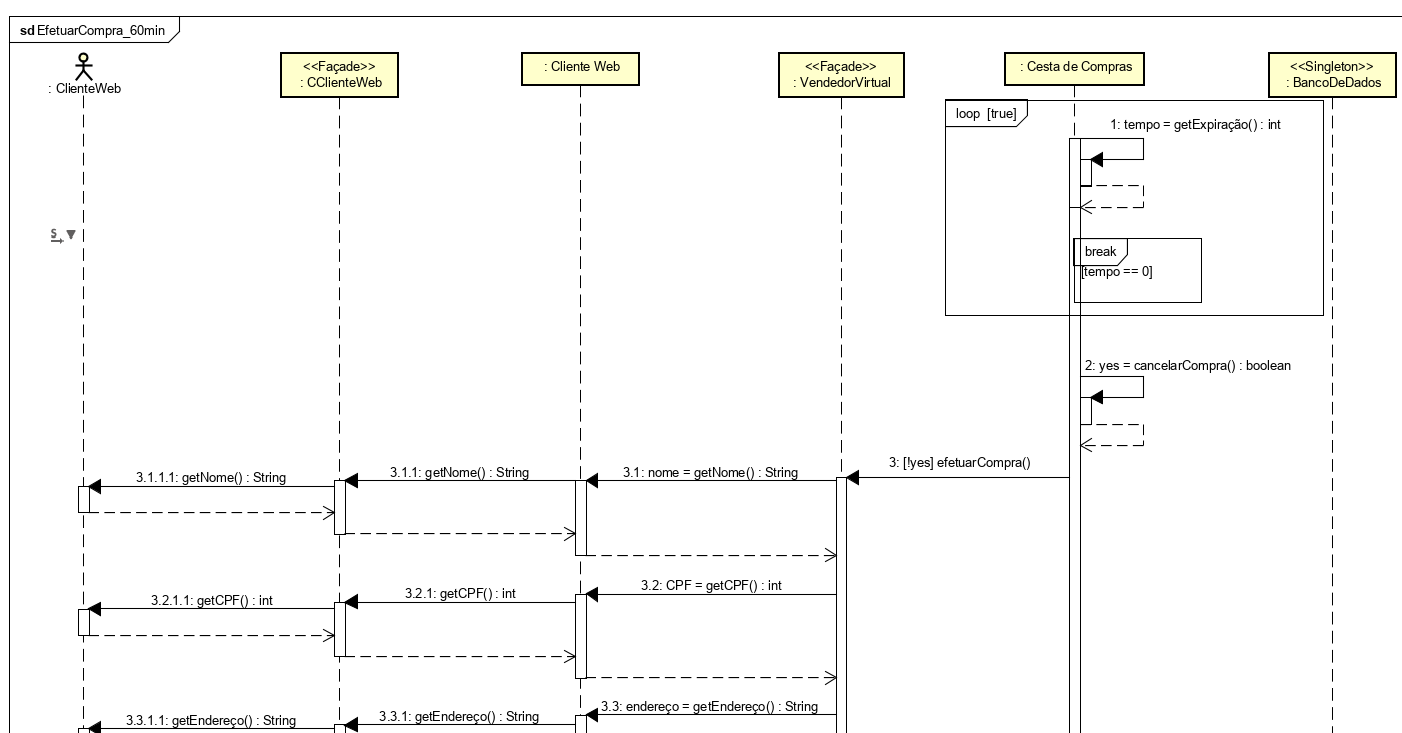 sd EfetuarCompra_60min
: ClienteWeb
<<Façade>>
: CClienteWeb
: Cliente Web
<<Façade>>
: VendedorVirtual
: Cesta de Compras
<<Singleton>>
: BancoDeDados
loop [true]
1: tempo = getExpiração() : int
S
break
[tempo == 0]
2: yes = cancelarCompra() : boolean
3: [!yes] efetuarCompra()
3.1: nome = getNome() : String
3.1.1: getNome() : String
3.1.1.1: getNome() : String
3.2: CPF = getCPF() : int
3.2.1: getCPF() : int
3.2.1.1: getCPF() : int
3.3: endereço = getEndereço() : String
3.3.1: getEndereço() : String
3.3.1.1: getEndereço() : String